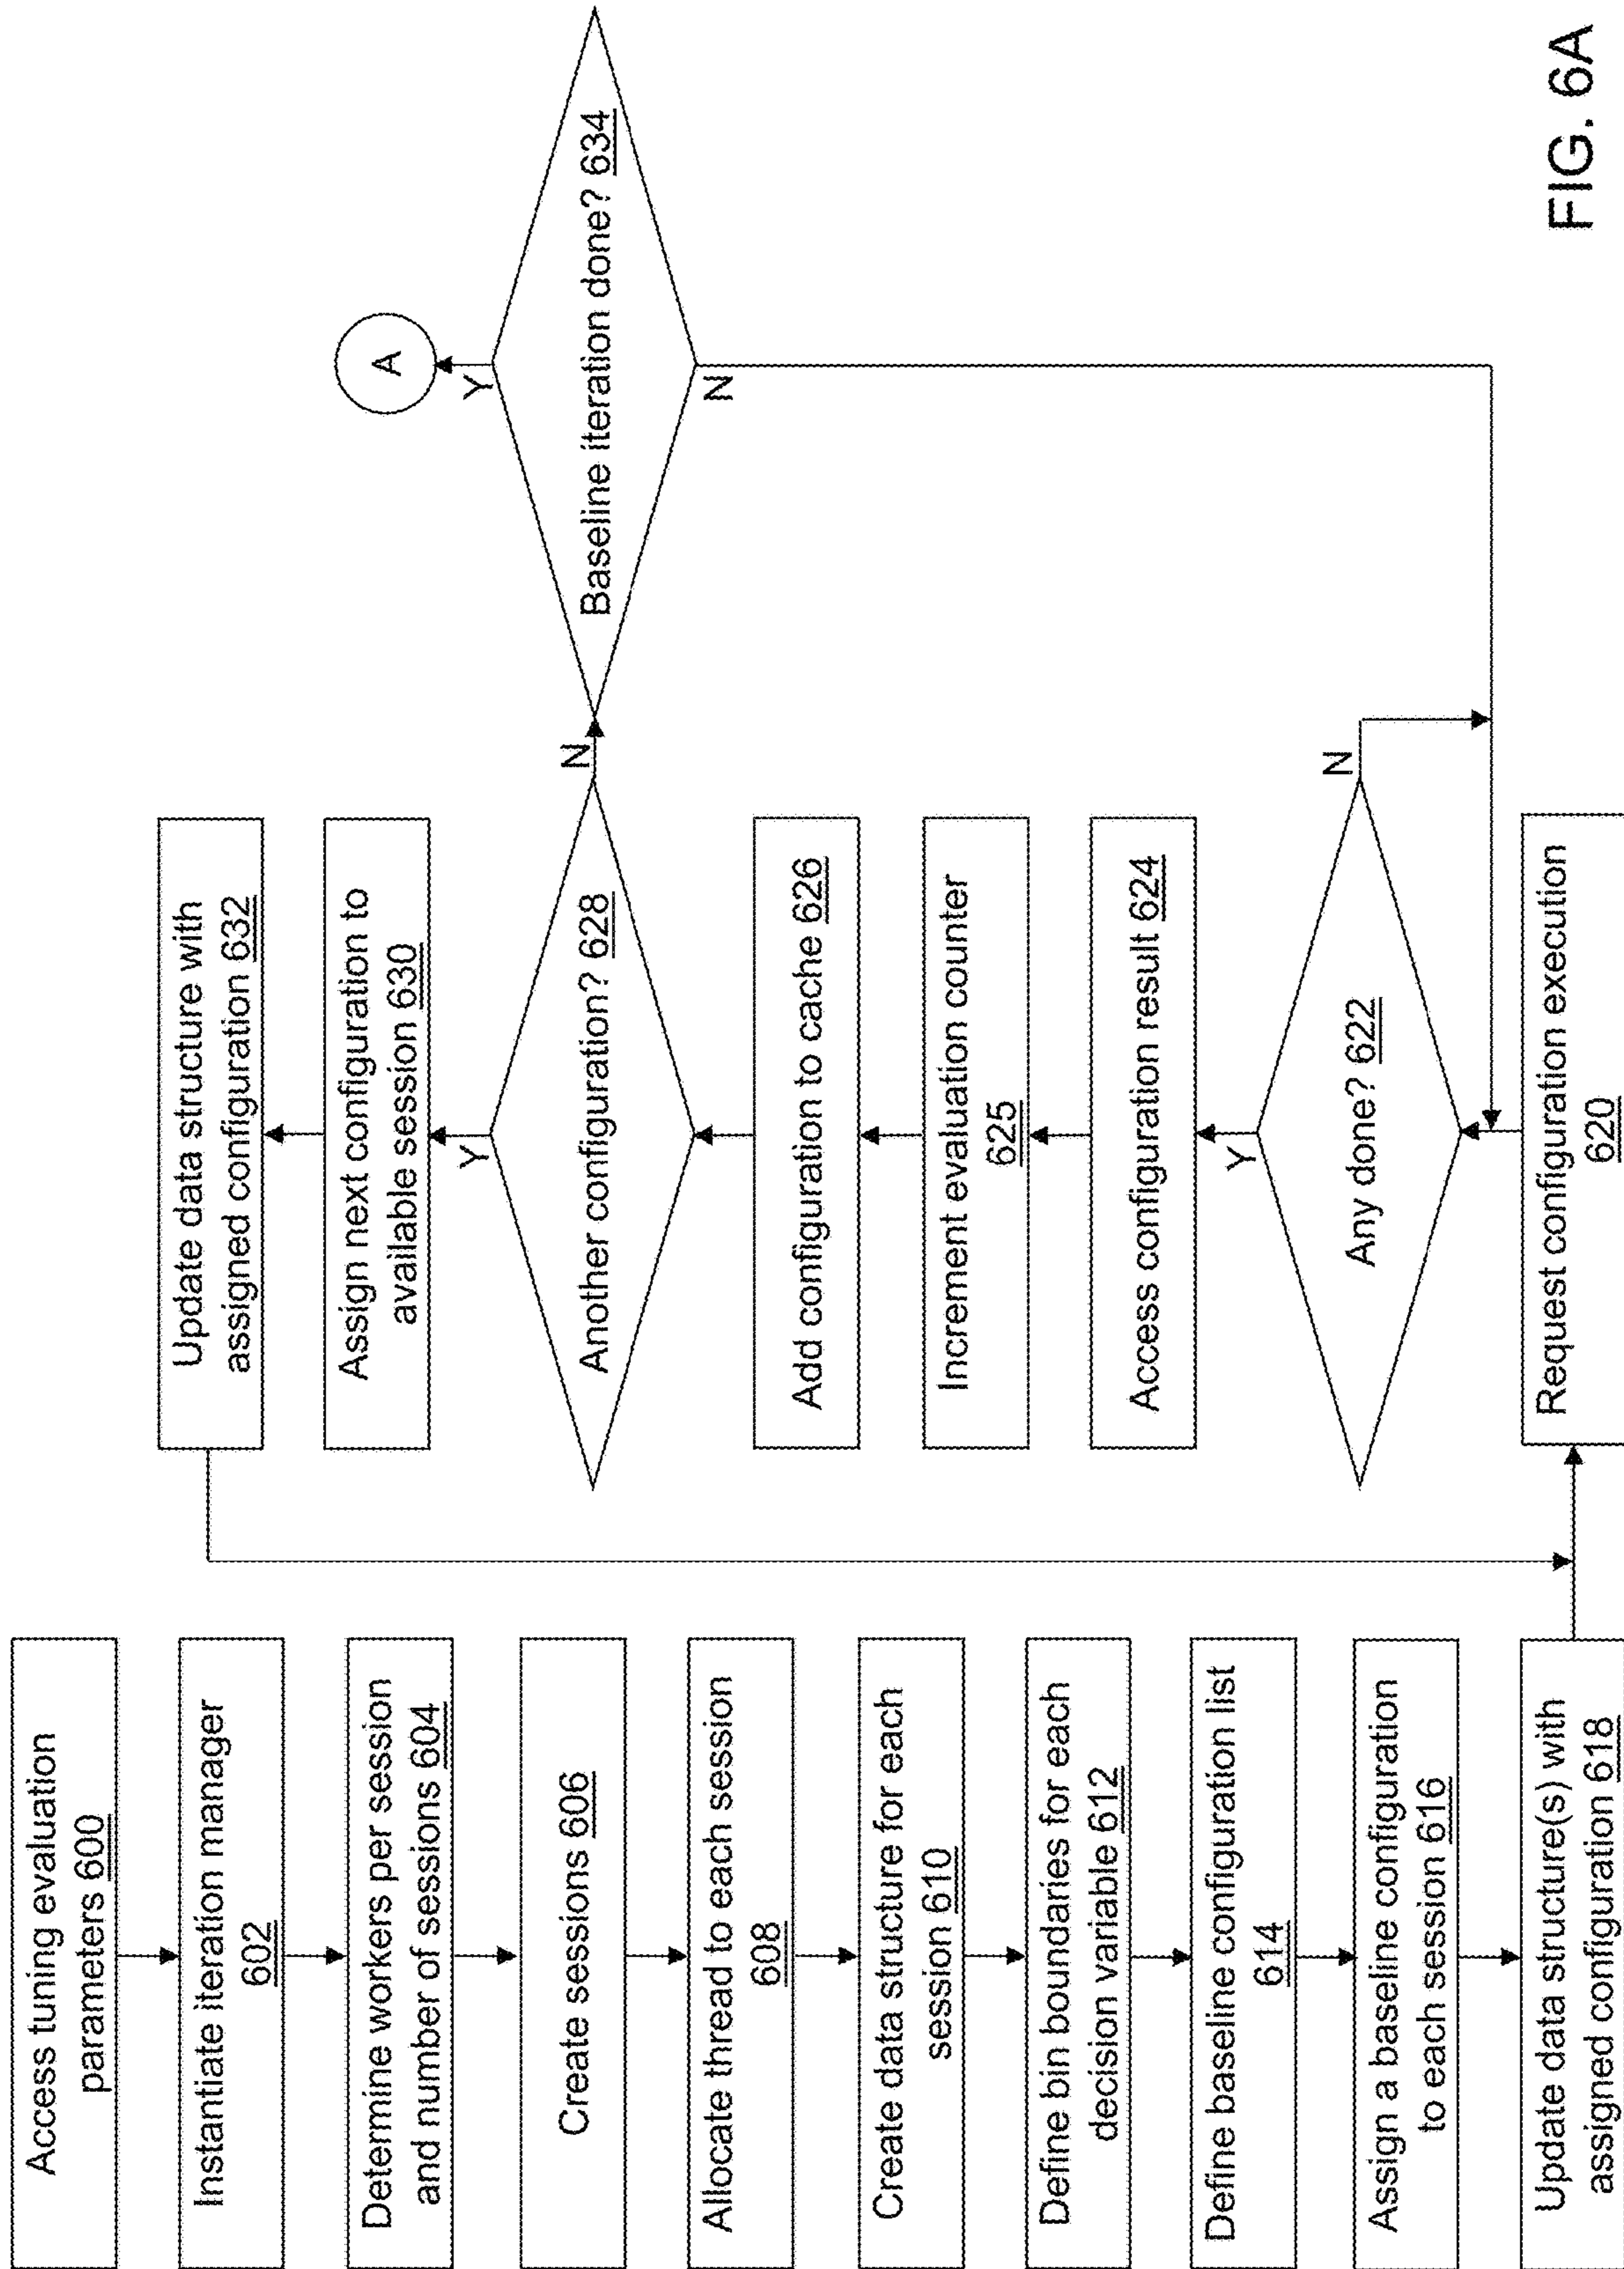 Access tuning evaluation
parameters 600
Instantiate iteration manager
602
Determine workers per session
and number of sessions 604
Create sessions 606
Allocate thread to each session
608
Create data structure for each
session 610
Define bin boundaries for each
decision variable 612
Define baseline configuration list
614
Assign a baseline configuration
to each session 616
Update data structure(s) with
assigned configuration 618
Request configuration execution
620
Any done? 622
N
Y
Access configuration result 624
Increment evaluation counter
625
Add configuration to cache 626
Another configuration? 628
N
Y
Assign next configuration to
available session 630
Update data structure with
assigned configuration 632
Baseline iteration done? 634
Y
N
A
FIG. 6A